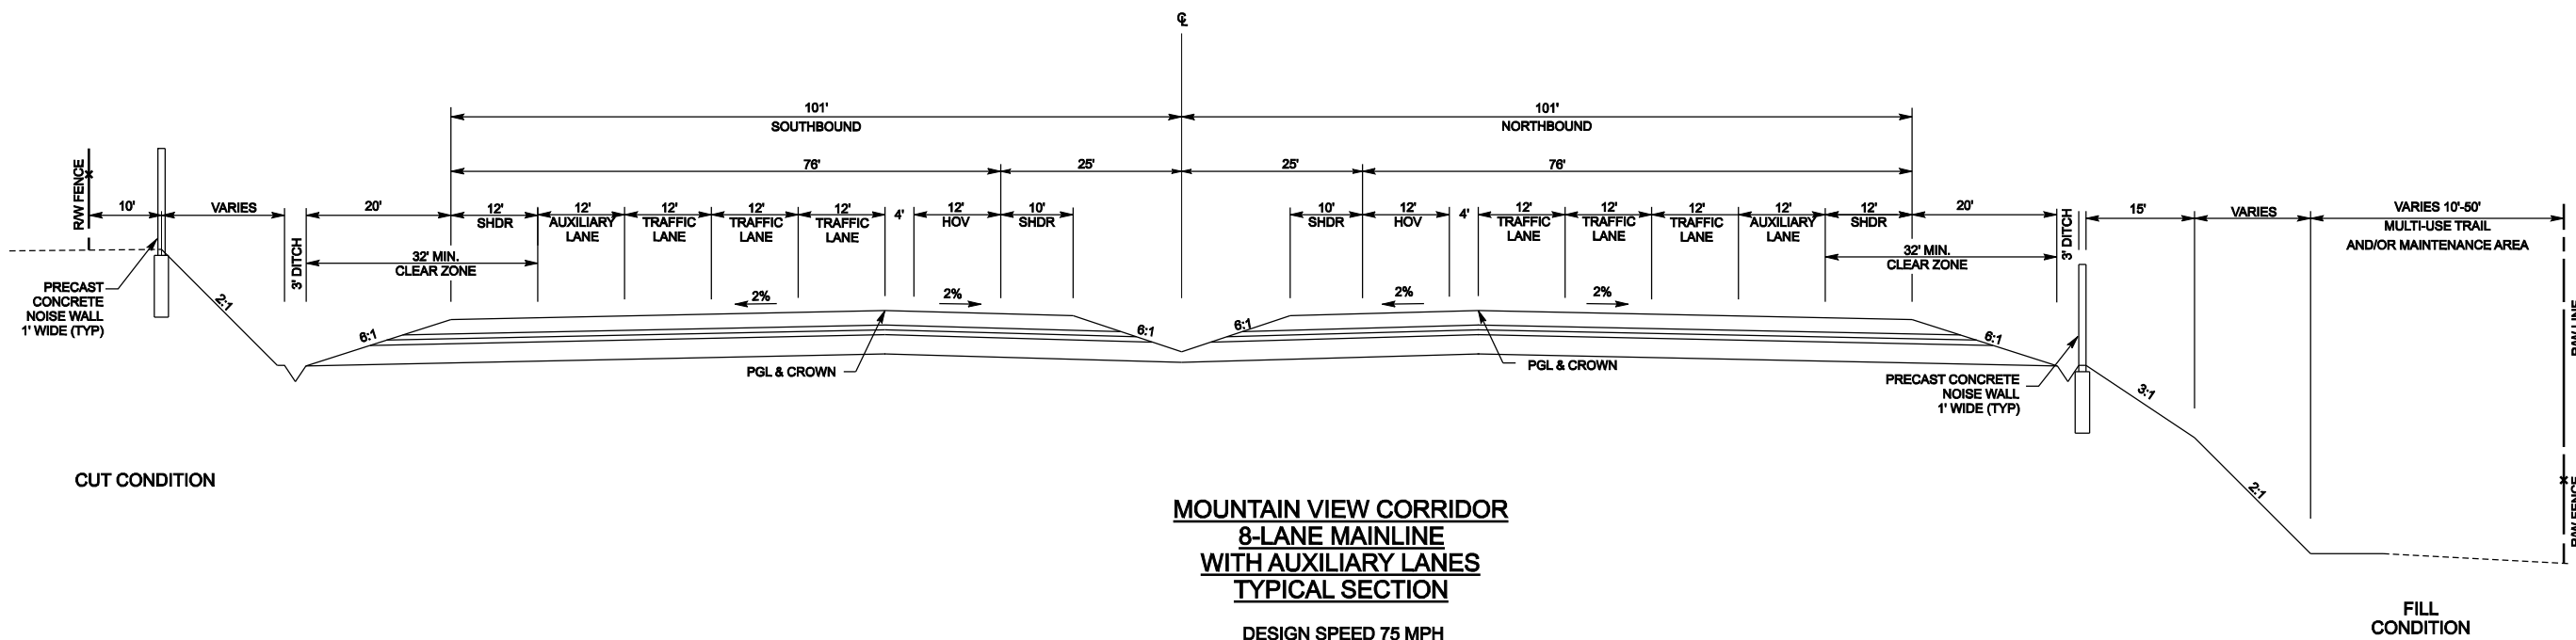 ℄
101'
101'
SOUTHBOUND
NORTHBOUND
76'
25'
25'
76'
R/W FENCE
10'
VARIES
20'
12'
SHDR
12'
AUXILIARY
LANE
12'
TRAFFIC
LANE
12'
TRAFFIC
LANE
12'
TRAFFIC
LANE
4'
12'
HOV
10'
SHDR
10'
SHDR
12'
HOV
4'
12'
TRAFFIC
LANE
12'
TRAFFIC
LANE
12'
TRAFFIC
LANE
12'
AUXILIARY
LANE
12'
SHDR
20'
15'
VARIES
VARIES 10'-50'
MULTI-USE TRAIL
AND/OR MAINTENANCE AREA
3' DITCH
32' MIN.
CLEAR ZONE
32' MIN.
CLEAR ZONE
3' DITCH
PRECAST
CONCRETE
NOISE WALL
1' WIDE (TYP)
2:1
6:1
2%
2%
6:1
6:1
2%
2%
6:1
PGL & CROWN
PGL & CROWN
PRECAST CONCRETE
NOISE WALL
1' WIDE (TYP)
3:1
2:1
R/W LINE
R/W FENCE
CUT CONDITION
MOUNTAIN VIEW CORRIDOR
8-LANE MAINLINE
WITH AUXILIARY LANES
TYPICAL SECTION
DESIGN SPEED 75 MPH
FILL
CONDITION